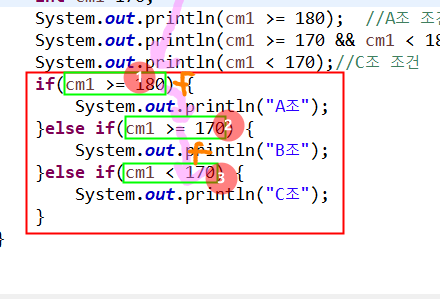 int cm1=170;
System.out.println(cm1 >= 180);  //A조 조건
System.out.println(cm1 >= 170 && cm1 < 18
System.out.println(cm1 < 170);//C조 조건
if(cm1 >= 180) {
1 F
System.out.println("A조");
}else if(cm1 >= 170) {
2
F
System.out.println("B조");
}else if(cm1 < 170) {
3
System.out.println("C조");
}
}